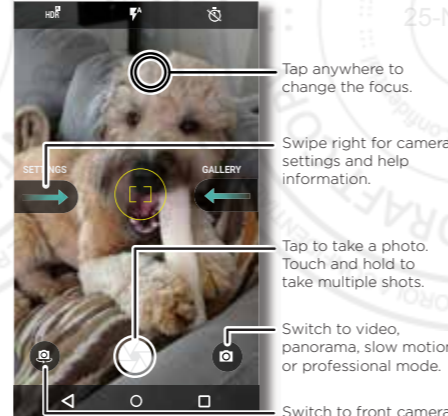 HDR
A
25-N
Tap anywhere to
change the focus.
Swipe right for camera
settings and help
information.
SETTINGS
GALLERY
Tap to take a photo.
Touch and hold to
take multiple shots.
Switch to video,
panorama, slow motion
or professional mode.
Switch to front camera